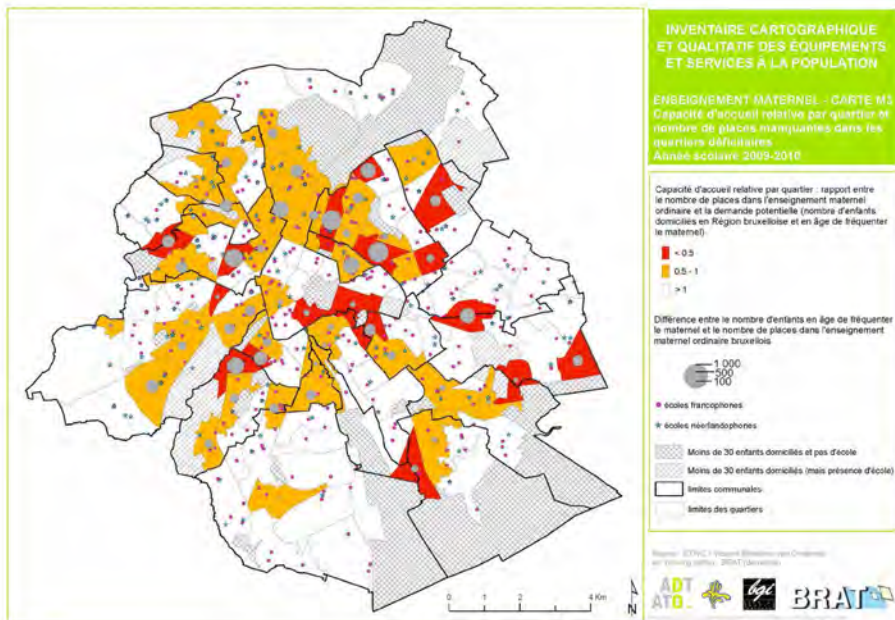 INVENTAIRE CARTOGRAPHIQUE
ET QUALITATIF DES ÉQUIPEMENTS
ET SERVICES À LA POPULATION
ENSEIGNEMENT MATERNEL - CARTE
Capacité d'accueil relative par quartier et
nombre de places manquantes dans les
quartiers déficitaires
Année scolaire 2009-2010
Capacité d'accueil relative par quartier : rapport entre
le nombre de places dans l'enseignement maternel
ordinaire et la demande potentielle (nombre d'enfants
domiciliés en Région bruxelloise et en âge de fréquenter
le maternel)
< 0.5
0.5 - 1
> 1
Différence entre le nombre d'enfants en âge de fréquenter
le maternel et le nombre de places dans l'enseignement
maternel ordinaire bruxellois
1 000
500
100
écoles francophones
écoles néerlandophones
Moins de 30 enfants domiciliés et pas d'école
Moins de 30 enfants domiciliés (mais présence d'école)
limites communales
limites des quartiers
0 1 2 4 Km
N
ADT
ATO
bgi
BRAT